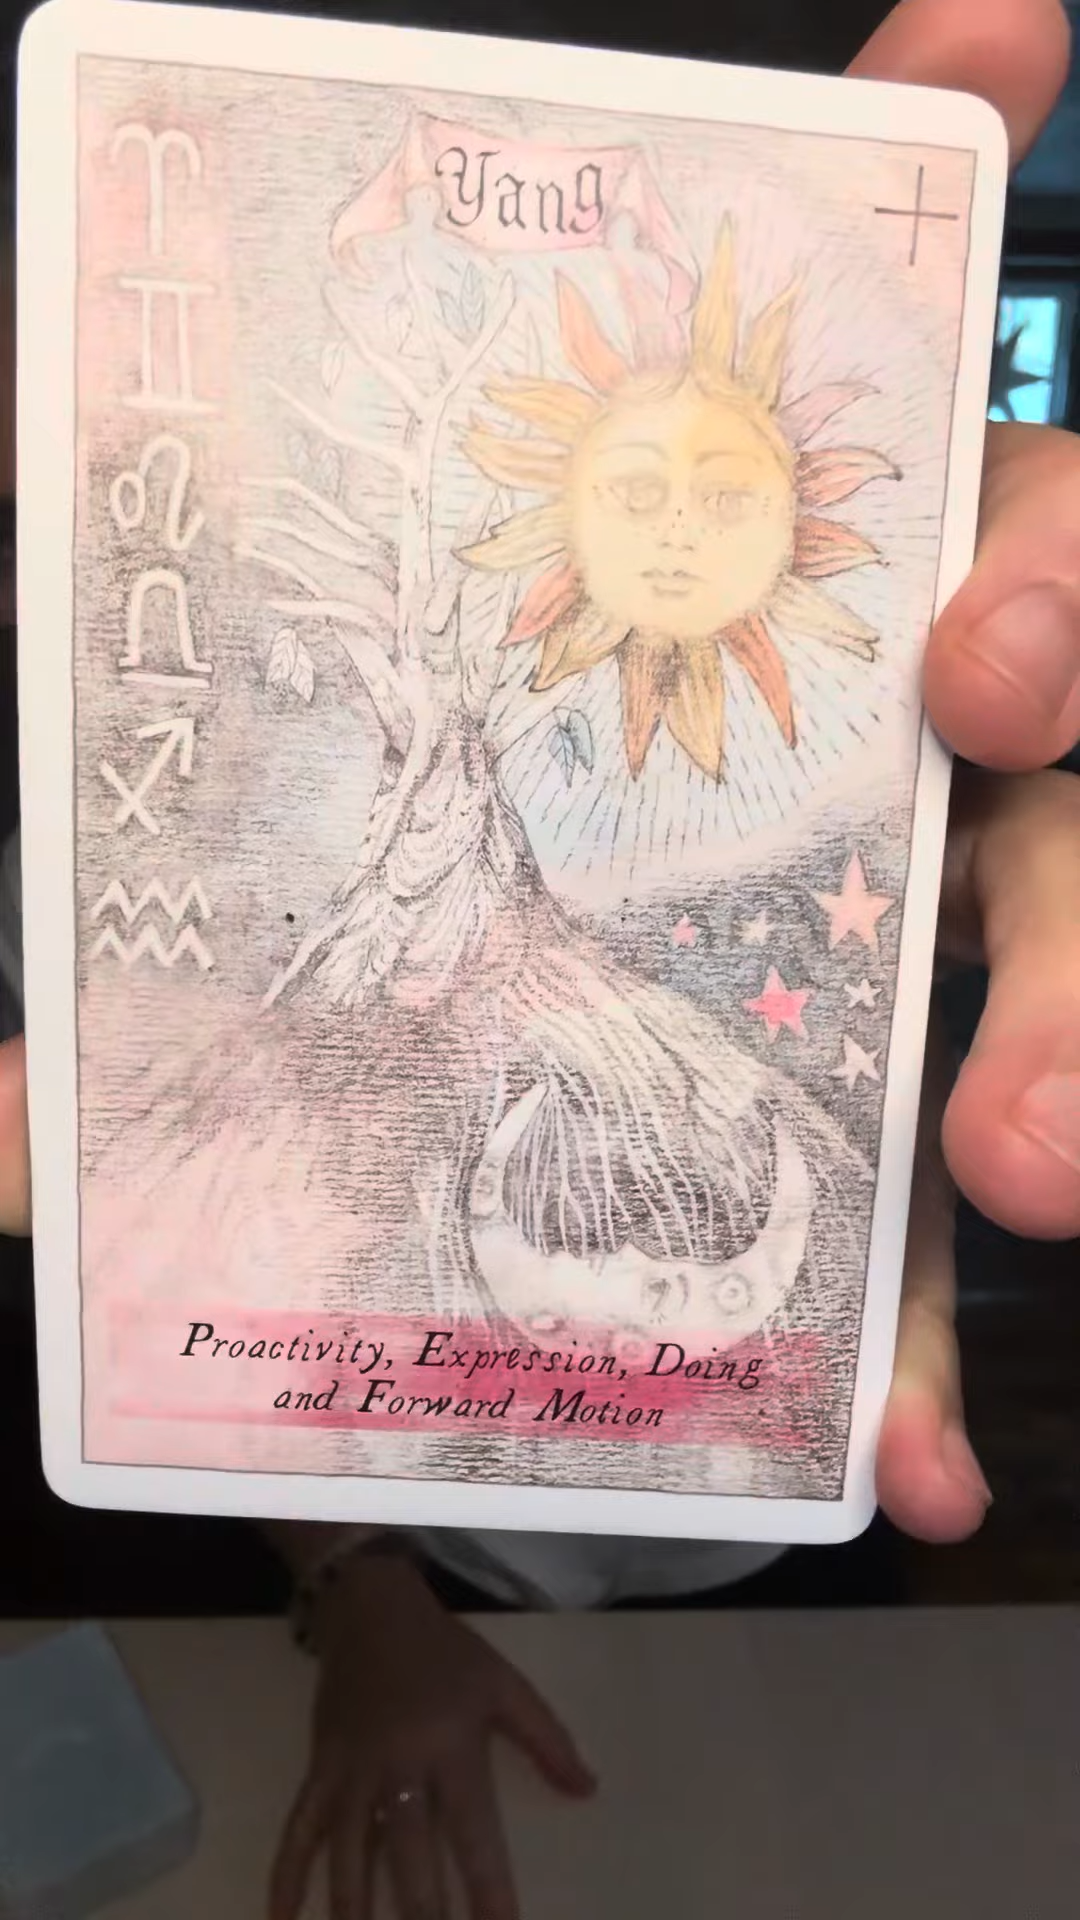 Yang
+
♈
♊
♌
♎
♐
♒
Proactivity, Expression, Doing
and Forward Motion